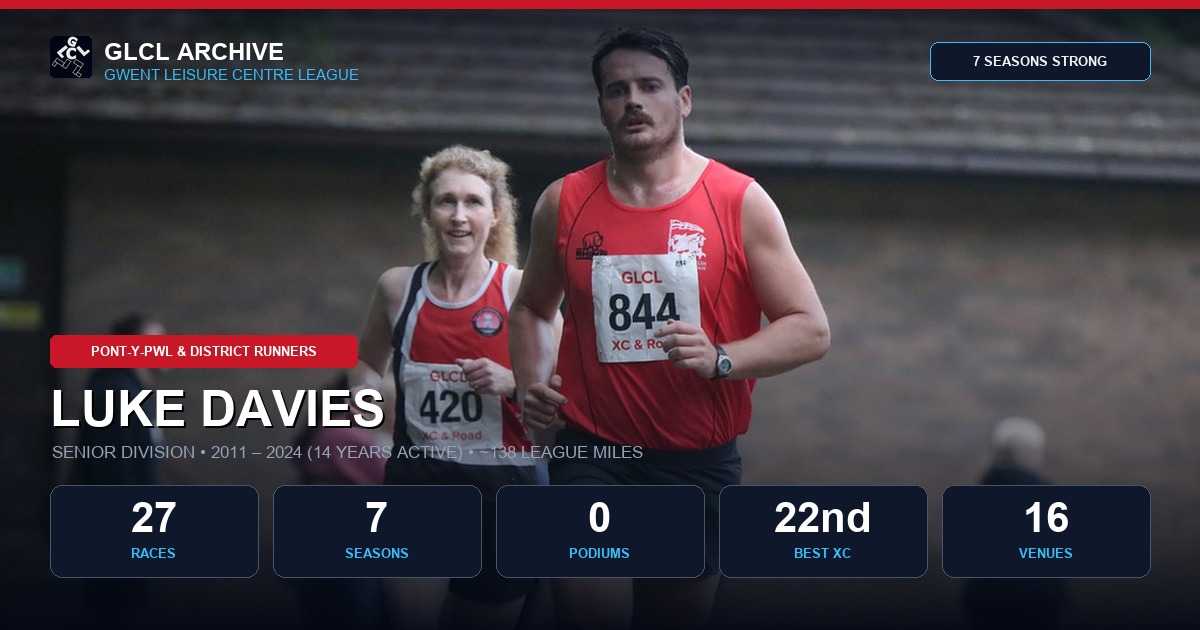 GLCL ARCHIVE
GWENT LEISURE CENTRE LEAGUE
7 SEASONS STRONG
RHINO
GLCL
844
XC & Ro
GLCL
420
XC & Road
PONT-Y-PWL & DISTRICT RUNNERS
LUKE DAVIES
SENIOR DIVISION • 2011 – 2024 (14 YEARS ACTIVE) • ~138 LEAGUE MILES
27
RACES
7
SEASONS
0
PODIUMS
22nd
BEST XC
16
VENUES